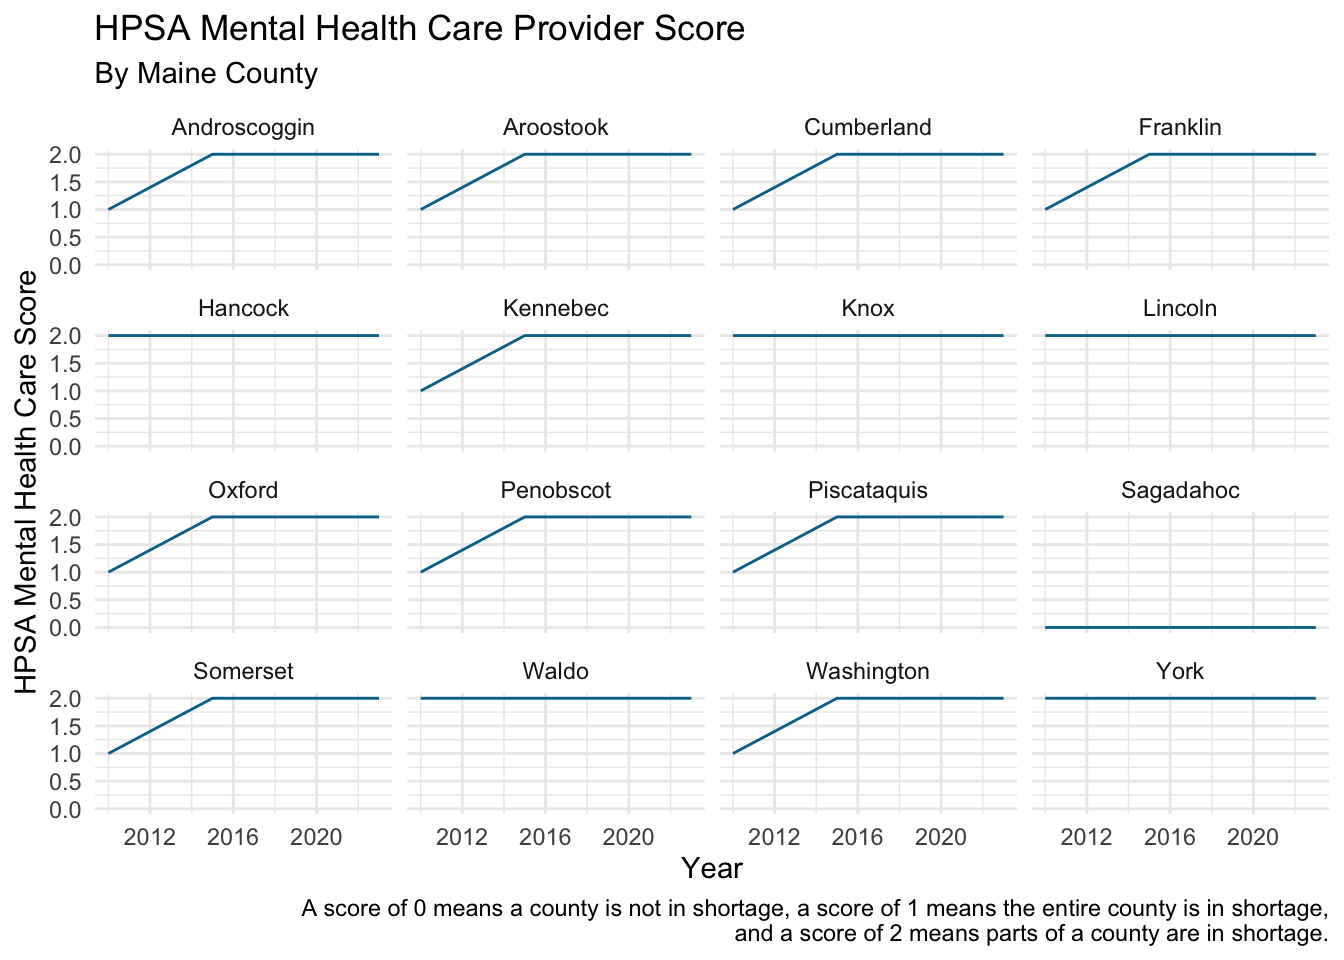 HPSA Mental Health Care Provider Score
By Maine County
HPSA Mental Health Care Score
Androscoggin
Aroostook
Cumberland
Franklin
2.0
1.5
1.0
0.5
0.0
Hancock
Kennebec
Knox
Lincoln
2.0
1.5
1.0
0.5
0.0
Oxford
Penobscot
Piscataquis
Sagadahoc
2.0
1.5
1.0
0.5
0.0
Somerset
Waldo
Washington
York
2.0
1.5
1.0
0.5
0.0
2012 2016 2020
2012 2016 2020
2012 2016 2020
2012 2016 2020
Year
A score of 0 means a county is not in shortage, a score of 1 means the entire county is in shortage,
and a score of 2 means parts of a county are in shortage.